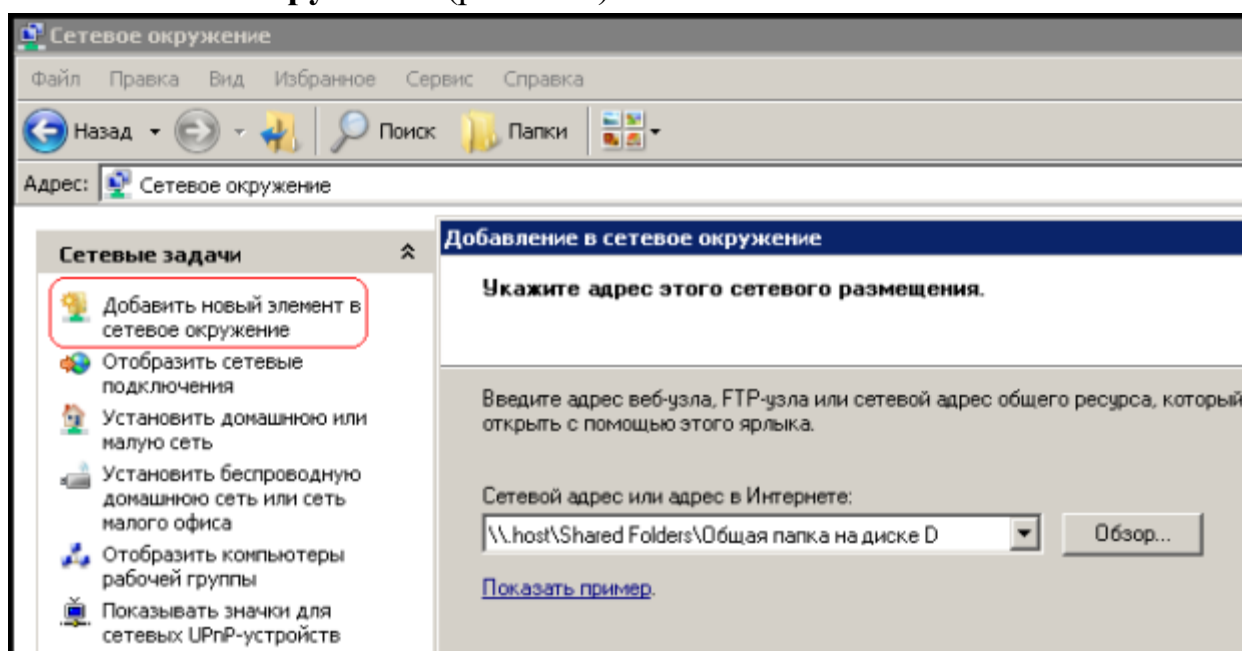 Сетевое окружение
Файл Правка Вид Избранное Сервис Справка
Назад Поиск Папки
Адрес: Сетевое окружение
Сетевые задачи
Добавить новый элемент в
сетевое окружение
Отобразить сетевые
подключения
Установить домашнюю или
малую сеть
Установить беспроводную
домашнюю сеть или сеть
малого офиса
Отобразить компьютеры
рабочей группы
Показывать значки для
сетевых UPnP-устройств
Добавление в сетевое окружение
Укажите адрес этого сетевого размещения.
Введите адрес веб-узла, FTP-узла или сетевой адрес общего ресурса, который
открыть с помощью этого ярлыка.
Сетевой адрес или адрес в Интернете:
\\.host\Shared Folders\Общая папка на диске D
Обзор...
Показать пример.